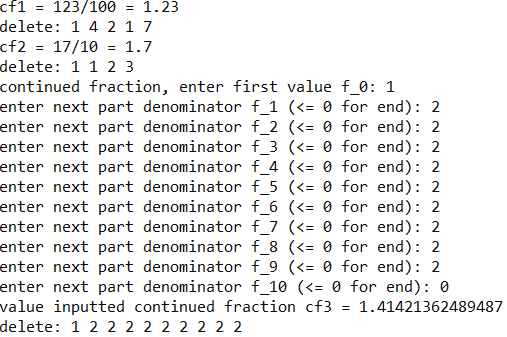 cf1 = 123/100 = 1.23
delete: 1 4 2 1 7
cf2 = 17/10 = 1.7
delete: 1 1 2 3
continued fraction, enter first value f_0: 1
enter next part denominator f_1 (<= 0 for end): 2
enter next part denominator f_2 (<= 0 for end): 2
enter next part denominator f_3 (<= 0 for end): 2
enter next part denominator f_4 (<= 0 for end): 2
enter next part denominator f_5 (<= 0 for end): 2
enter next part denominator f_6 (<= 0 for end): 2
enter next part denominator f_7 (<= 0 for end): 2
enter next part denominator f_8 (<= 0 for end): 2
enter next part denominator f_9 (<= 0 for end): 2
enter next part denominator f_10 (<= 0 for end): 0
value inputted continued fraction cf3 = 1.41421362489487
delete: 1 2 2 2 2 2 2 2 2 2